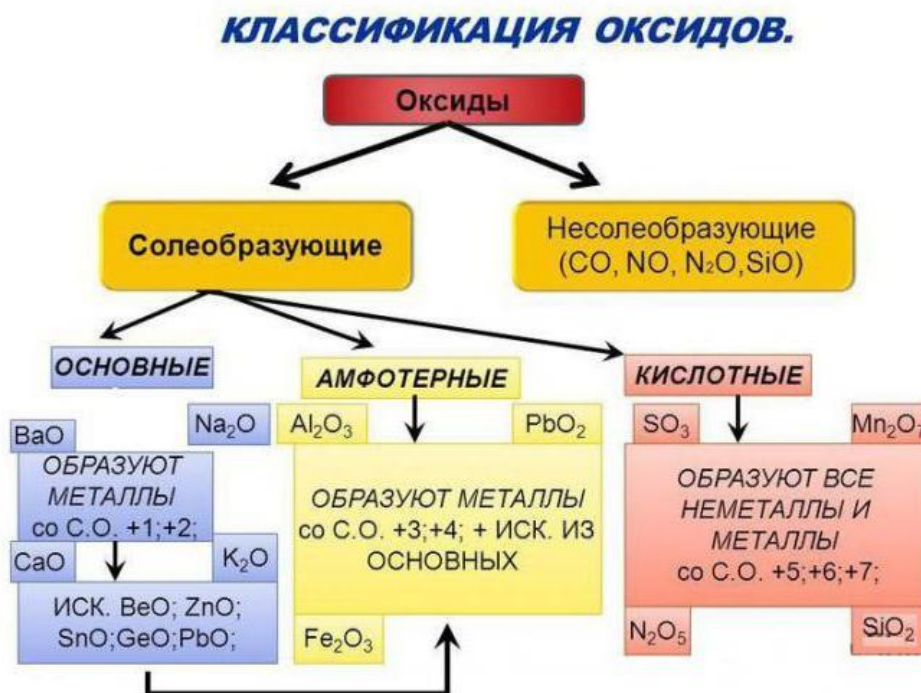 КЛАССИФИКАЦИЯ ОКСИДОВ.
Оксиды
Солеобразующие
Несолеобразующие
(CO, NO, N₂O,SiO)
ОСНОВНЫЕ
BaO
Na₂O
ОБРАЗУЮТ
МЕТАЛЛЫ
со С.О. +1;+2;
CaO
K₂O
ИСК. BeO; ZnO;
SnO;GeO;PbO;
АМФОТЕРНЫЕ
Al₂O₃
PbO₂
ОБРАЗУЮТ МЕТАЛЛЫ
со С.О. +3;+4; + ИСК. ИЗ
ОСНОВНЫХ
Fe₂O₃
КИСЛОТНЫЕ
SO₃
Mn₂O₇
ОБРАЗУЮТ ВСЕ
НЕМЕТАЛЛЫ И
МЕТАЛЛЫ
со С.О. +5;+6;+7;
N₂O₅
SiO₂